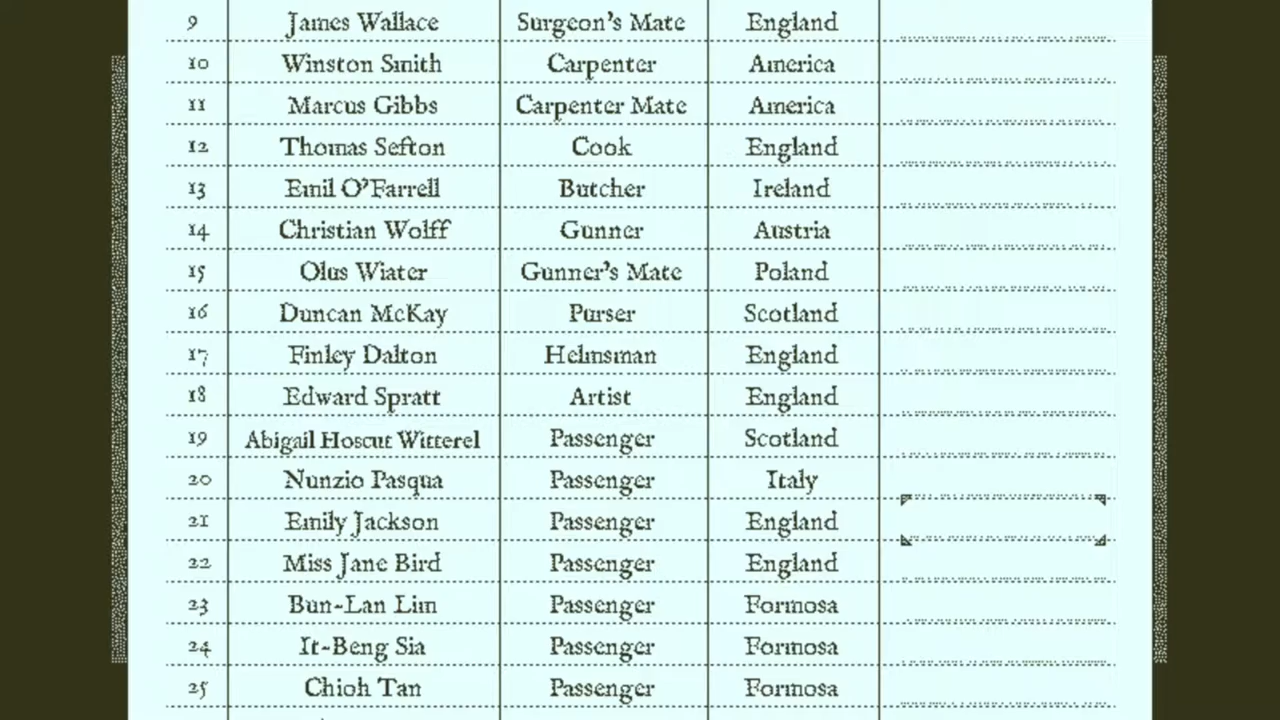 9 James Wallace Surgeon's Mate England
10 Winston Smith Carpenter America
11 Marcus Gibbs Carpenter Mate America
12 Thomas Sefton Cook England
13 Emil O'Farrell Butcher Ireland
14 Christian Wolff Gunner Austria
15 Olus Wiater Gunner's Mate Poland
16 Duncan McKay Purser Scotland
17 Finley Dalton Helmsman England
18 Edward Spratt Artist England
19 Abigail Hoscut Witterel Passenger Scotland
20 Nunzio Pasqua Passenger Italy
21 Emily Jackson Passenger England
22 Miss Jane Bird Passenger England
23 Bun-Lan Lim Passenger Formosa
24 It-Beng Sia Passenger Formosa
25 Chioh Tan Passenger Formosa